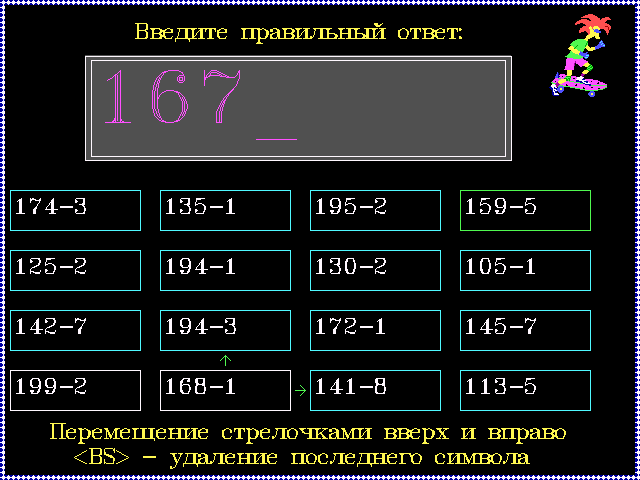 Введите правильный ответ:
167_
174-3 135-1 195-2 159-5
125-2 194-1 130-2 105-1
142-7 194-3 172-1 145-7
199-2 168-1 141-8 113-5
Перемещение стрелочками вверх и вправо
<BS> - удаление последнего символа